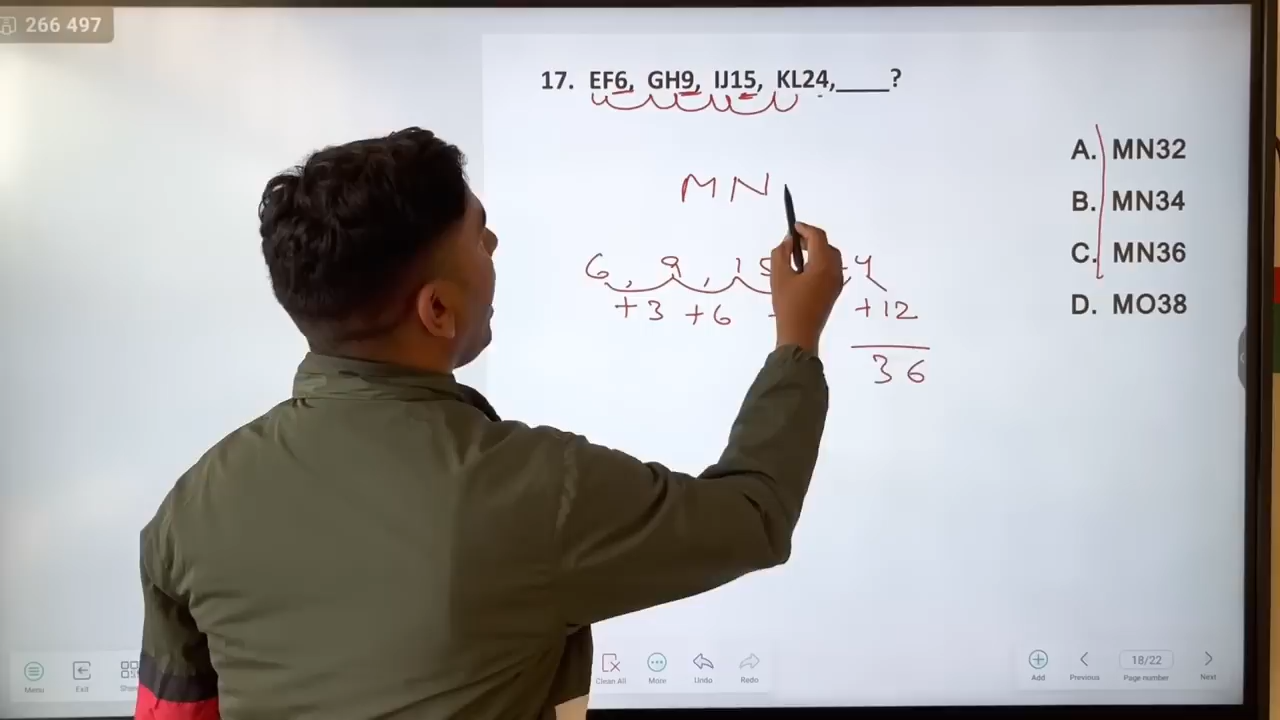 266 497
17. EF6, GH9, IJ15, KL24,____?
A. MN32
B. MN34
C. MN36
D. MO38
MN
6, 9, 15
+3 +6 +12
36
Menu Exit Clean All More Undo Redo
Add Previous 18/22 Page number Next